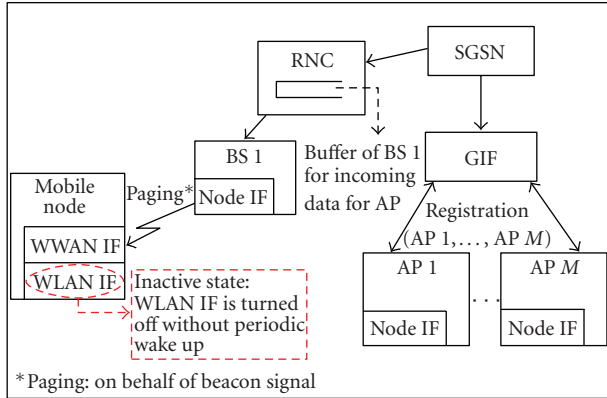 RNC
SGSN
BS 1
Node IF
Buffer of BS 1
for incoming
data for AP
GIF
Mobile
node
WWAN IF
WLAN IF
Paging*
Registration
(AP 1,..., AP M)
AP 1
Node IF
...
AP M
Node IF
Inactive state:
WLAN IF is turned
off without periodic
wake up
*Paging: on behalf of beacon signal